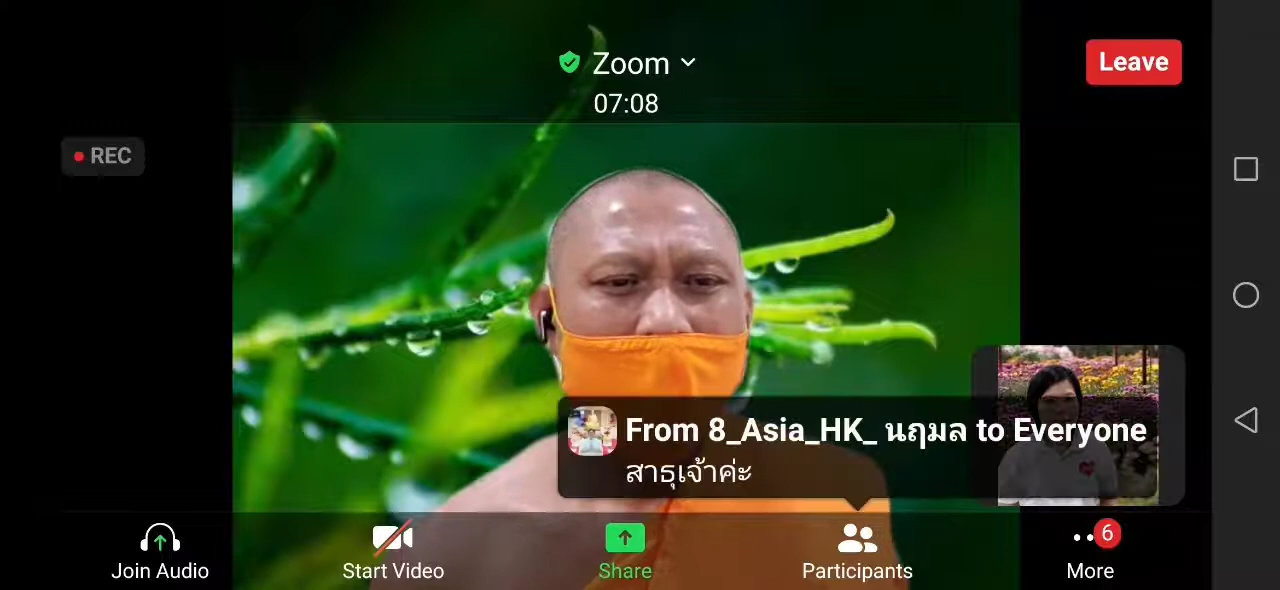 Zoom
07:08
Leave
REC
From 8_Asia_HK_ นฤมล to Everyone
สาธุเจ้าค่ะ
Join Audio
Start Video
Share
Participants
6
More